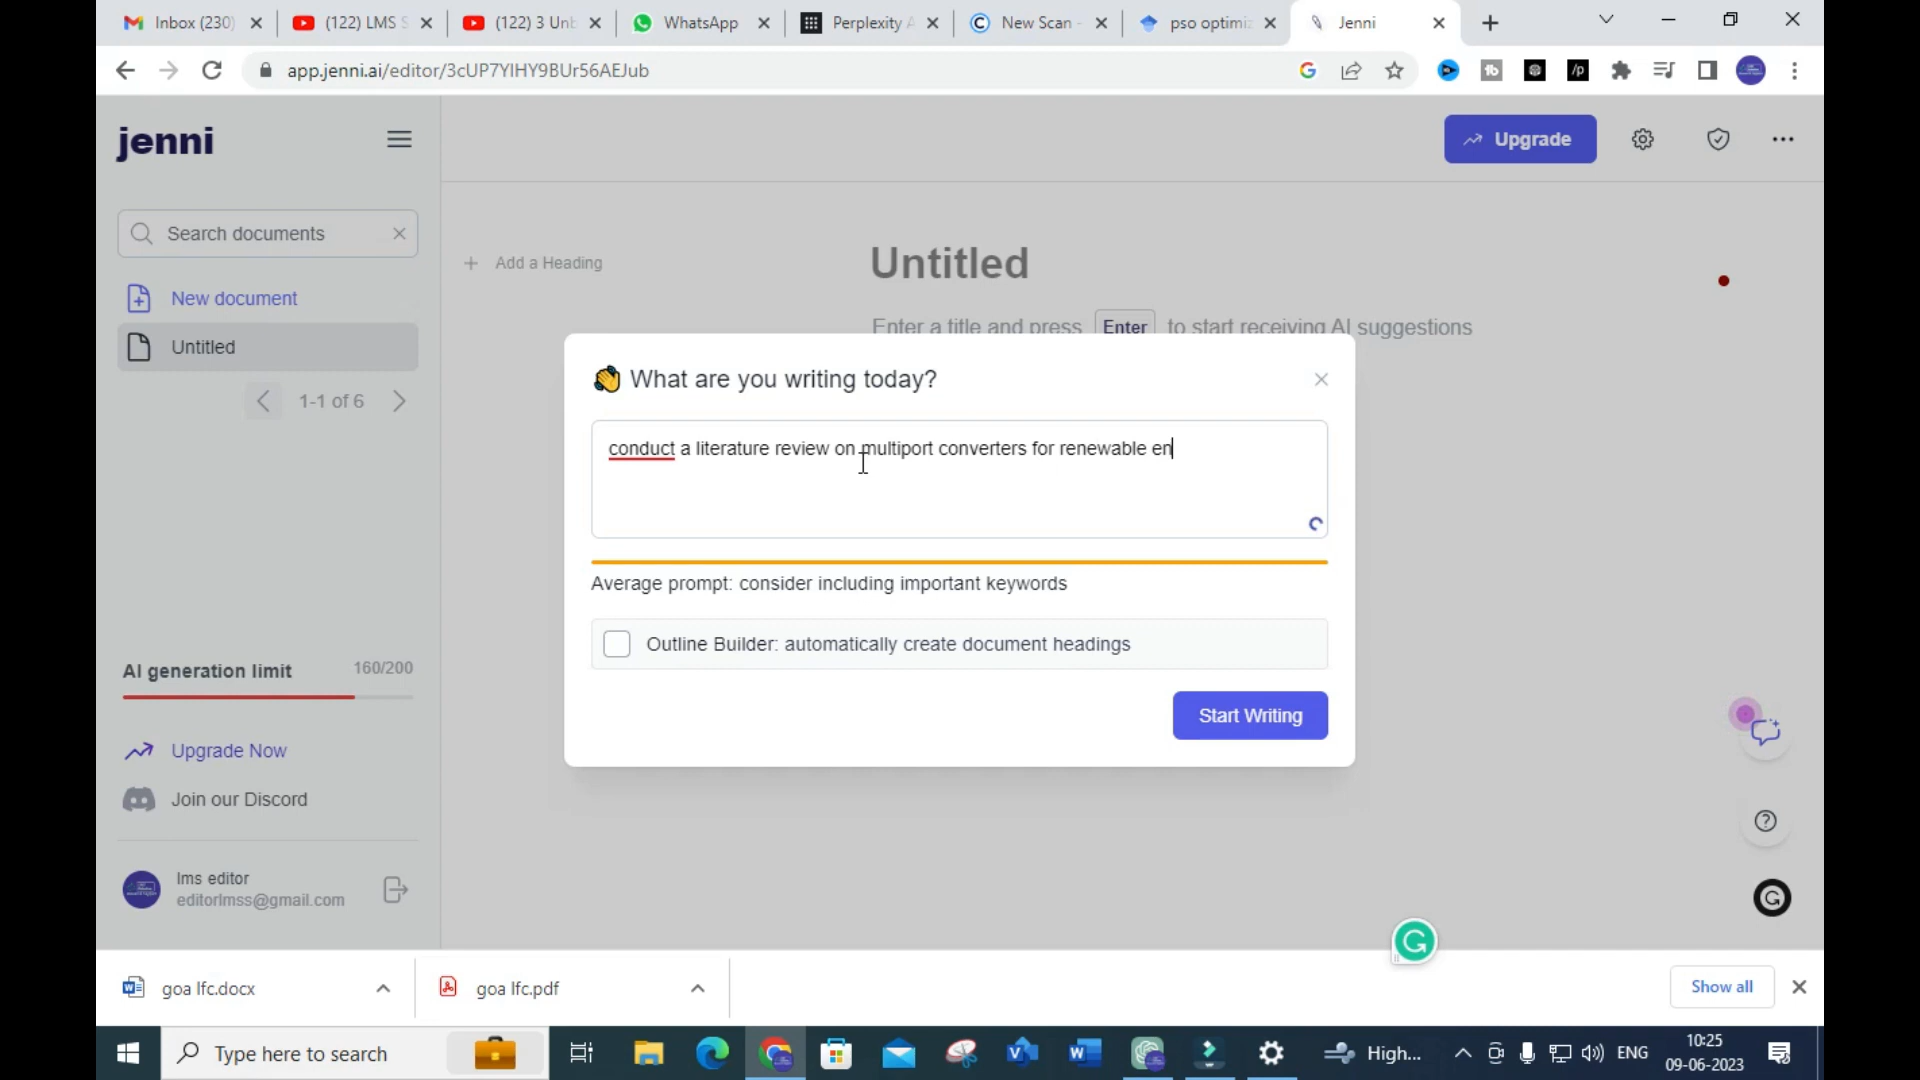 Inbox (230)
(122) LMS S
(122) 3 Unb
WhatsApp
Perplexity A
New Scan -
pso optimiz
Jenni
app.jenni.ai/editor/3cUP7YIHY9BUr56AEJub
jenni
Upgrade
Search documents
New document
Untitled
1-1 of 6
Add a Heading
Untitled
Enter a title and press Enter to start receiving AI suggestions
What are you writing today?
conduct a literature review on multiport converters for renewable en
Average prompt: consider including important keywords
Outline Builder: automatically create document headings
Start Writing
AI generation limit 160/200
Upgrade Now
Join our Discord
lms editor
editorlmss@gmail.com
goa lfc.docx
goa lfc.pdf
Show all
Type here to search
High...
ENG
10:25
09-06-2023